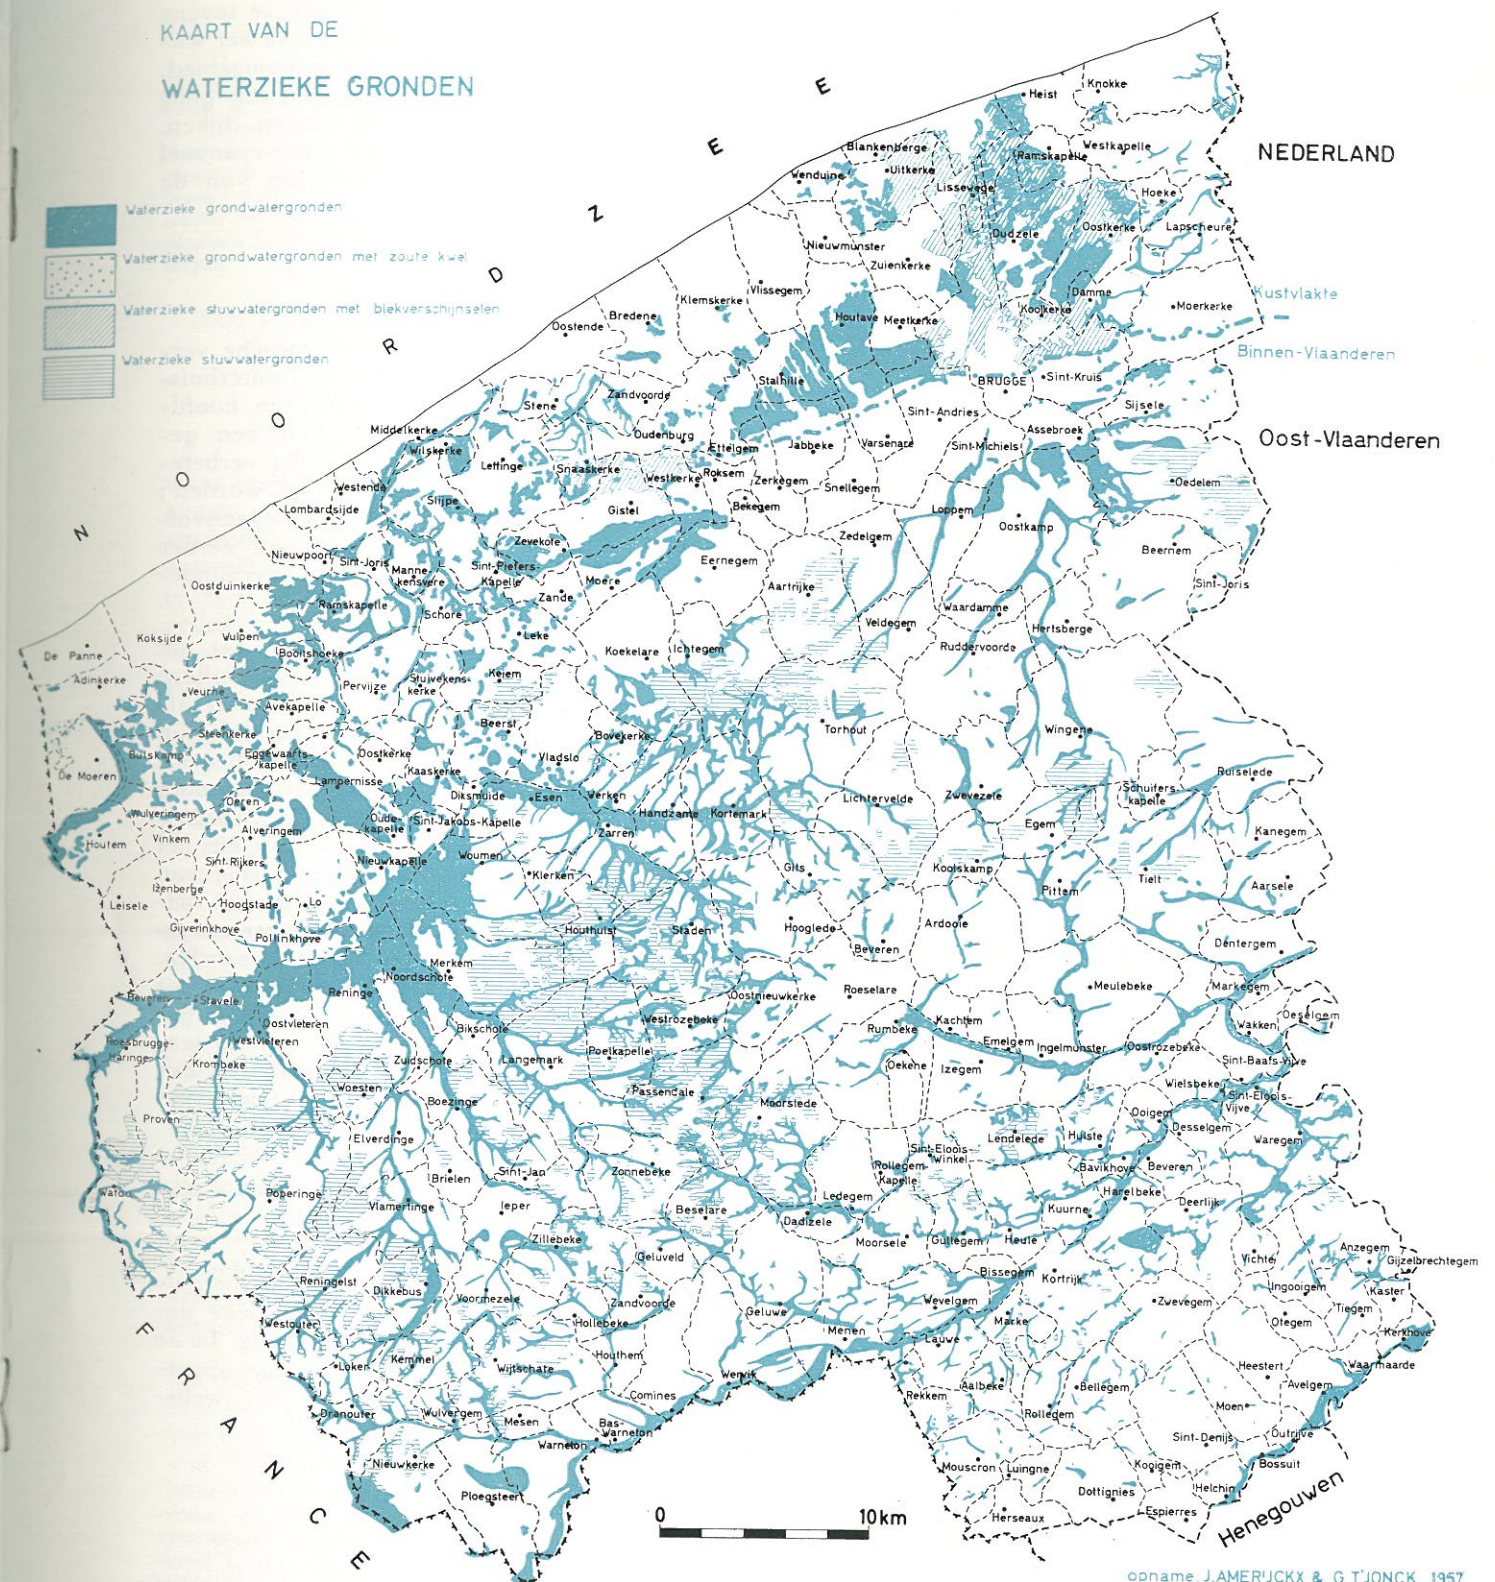 KAART VAN DE
WATERZIEKE GRONDEN
Waterzieke grondwatergronden
Waterzieke grondwatergronden met zoute kwel
Waterzieke stuwwatergronden met blekverschijnselen
Waterzieke stuwwatergronden
NOORDZEE
NEDERLAND
Kustvlakte
Binnen-Vlaanderen
Oost-Vlaanderen
Heist
Knokke
Blankenberge
Uitkerke
Ramskapelle
Westkapelle
Wenduine
Lissewege
Hoeke
Nieuwmunster
Dudzele
Oostkerke
Lapscheure
Zuienkerke
Vlissegem
Klemskerke
Damme
Moerkerke
Bredene
Oostende
Houtave
Meetkerke
Koolkerke
Stalhille
BRUGGE
Sint-Kruis
Stene
Zandvoorde
Sint-Andries
Sijsele
Middelkerke
Wilskerke
Oudenburg
Ettelgem
Jabbeke
Varsenare
Sint-Michiels
Assebroek
Leffinge
Snaaskerke
Westkerke
Roksem
Zerkegem
Snellegem
Oedelem
Westende
Lombardsijde
Slijpe
Gistel
Bekegem
Loppem
Oostkamp
Nieuwpoort
Sint-Joris
Manne-
kensvere
Zevekote
Sint-Pieters-
Kapelle
Zedelgem
Beernem
Eernegem
Oostduinkerke
Moere
Aartrijke
Sint-Joris
Ramskapelle
Schore
Zande
Waardamme
Koksijde
Wulpen
Leke
Veldegem
Hertsberge
De Panne
Booitshoeke
Koekelare
Ichtegem
Ruddervoorde
Adinkerke
Veurne
Pervijze
Stuivekens-
kerke
Keiem
Avekapelle
Beerst
Steenkerke
Bovekerke
Torhout
Wingene
Bulskamp
Eggewaarts-
kapelle
Oostkerke
Vladslo
De Moeren
Lampernisse
Kaaskerke
Ruiselede
Oeren
Diksmuide
Esen
Werken
Lichtervelde
Zwevezele
Schuifers-
kapelle
Wulveringem
Oude-
kapelle
Sint-Jakobs-Kapelle
Handzame
Kortemark
Vinkem
Alveringem
Zarren
Egem
Kanegem
Houtem
Sint-Rijkers
Nieuwkapelle
Woumen
Klerken
Gits
Koolskamp
Izenberge
Pittem
Tielt
Aarsele
Leisele
Hoogstade
Lo
Gijverinkhove
Pollinkhove
Houthulst
Staden
Hooglede
Ardooie
Beveren
Dentergem
Merkem
Noordschote
Reninge
Beveren
Stavele
Oostnieuwkerke
Roeselare
Meulebeke
Markegem
Oostvleteren
Bikschote
Westrozebeke
Rumbeke
Kachtem
Oeselgem
Wakken
Roesbrugge-
Haringe
Westvleteren
Krombeke
Zuidschote
Langemark
Poelkapelle
Oekene
Emelgem
Izegem
Ingelmunster
Oostrozebeke
Sint-Baafs-Vijve
Woesten
Passendale
Wielsbeke
Sint-Eloois-
Vijve
Proven
Boezinge
Moorslede
Ooigem
Desselgem
Elverdinge
Lendelede
Hulste
Waregem
Sint-Eloois-
Winkel
Brielen
Sint-Jan
Zonnebeke
Rollegem-
Kapelle
Bavikhove
Beveren
Watou
Poperinge
Vlamertinge
Ieper
Beselare
Ledegem
Dadizele
Harelbeke
Kuurne
Deerlijk
Zillebeke
Geluveld
Moorsele
Gullegem
Heule
Vichte
Anzegem
Gijzelbrechtegem
Reningelst
Dikkebus
Voormezele
Bissegem
Kortrijk
Ingooigem
Kaster
Westouter
Zandvoorde
Hollebeke
Geluwe
Wevelgem
Marke
Zwevegem
Tiegem
Otegem
Menen
Lauwe
Kerkhove
Loker
Kemmel
Wijtschate
Houthem
Heestert
Waarmaarde
Wervik
Comines
Rekkem
Aalbeke
Bellegem
Avelgem
Dranouter
Wulvergem
Mesen
Bas-
Warneton
Warneton
Rollegem
Moen
Sint-Denijs
Outrijve
Nieuwkerke
Bossuit
Mouscron
Luingne
Kooigem
Ploegsteert
Dottignies
Helchin
Herseaux
Espierres
FRANCE
Henegouwen
0 10km
opname: J.AMERIJCKX & G.T'JONCK 1957